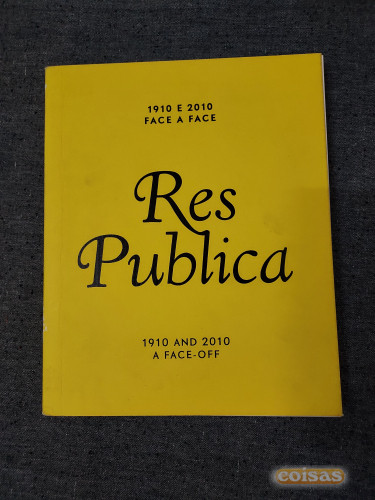 1910 E 2010
FACE A FACE
Res
Publica
1910 AND 2010
A FACE-OFF
coisas